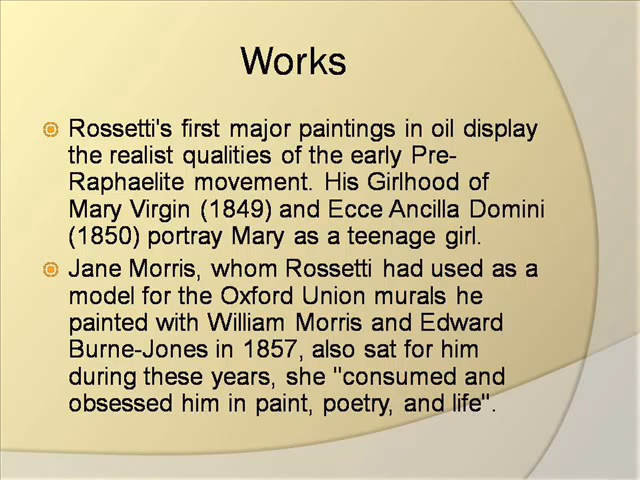 Works
Rossetti's first major paintings in oil display
the realist qualities of the early Pre-
Raphaelite movement. His Girlhood of
Mary Virgin (1849) and Ecce Ancilla Domini
(1850) portray Mary as a teenage girl.
Jane Morris, whom Rossetti had used as a
model for the Oxford Union murals he
painted with William Morris and Edward
Burne-Jones in 1857, also sat for him
during these years, she "consumed and
obsessed him in paint, poetry, and life".